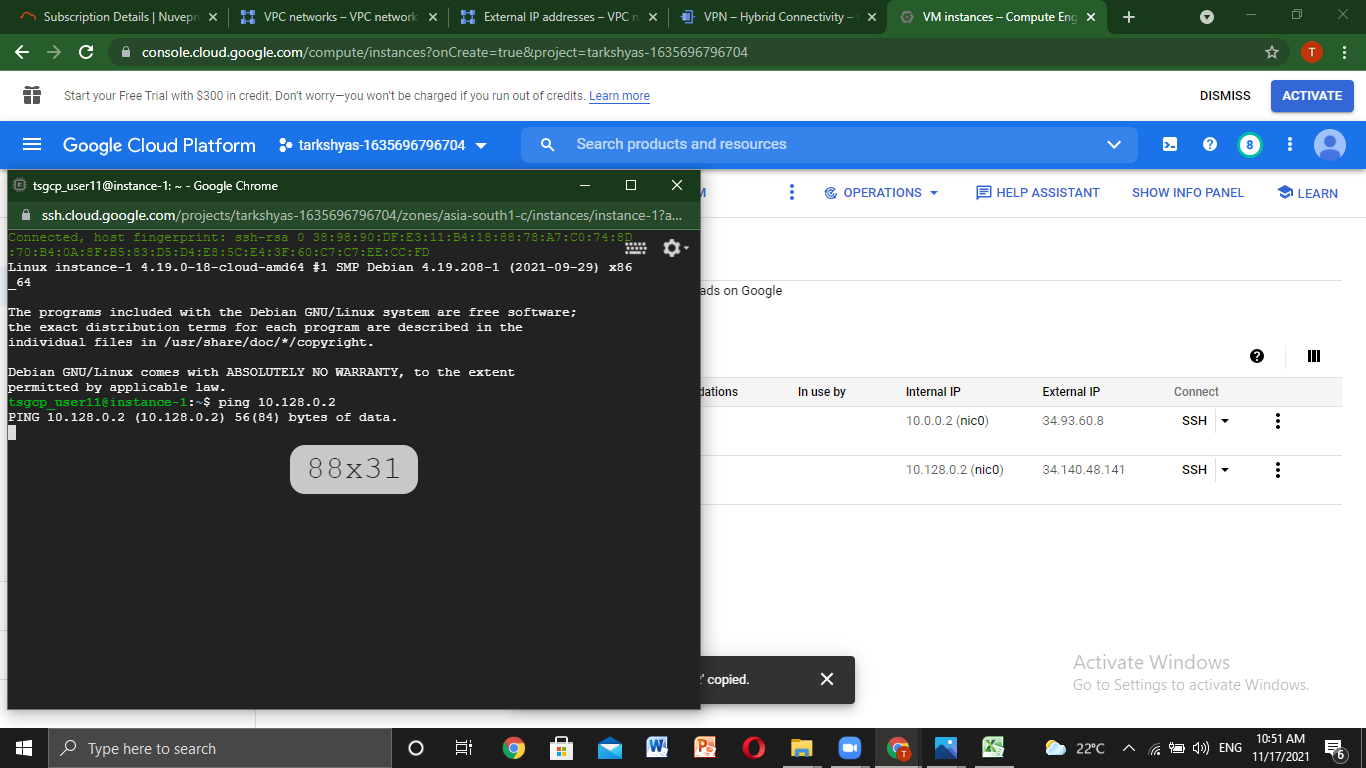 Subscription Details | Nuvepr
VPC networks – VPC network
External IP addresses – VPC n
VPN – Hybrid Connectivity –
VM instances – Compute Eng
console.cloud.google.com/compute/instances?onCreate=true&project=tarkshyas-1635696796704
T
Start your Free Trial with $300 in credit. Don't worry—you won't be charged if you run out of credits. Learn more
DISMISS
ACTIVATE
Google Cloud Platform
tarkshyas-1635696796704
Search products and resources
8
tsgcp_user11@instance-1: ~ - Google Chrome
M
OPERATIONS
HELP ASSISTANT
SHOW INFO PANEL
LEARN
ssh.cloud.google.com/projects/tarkshyas-1635696796704/zones/asia-south1-c/instances/instance-1?a...
Connected, host fingerprint: ssh-rsa 0 38:98:90:DF:E3:11:B4:18:88:78:A7:C0:74:8D
:70:B4:0A:8F:B5:83:D5:D4:E8:5C:E4:3F:60:C7:C7:EE:CC:FD
Linux instance-1 4.19.0-18-cloud-amd64 #1 SMP Debian 4.19.208-1 (2021-09-29) x86
_64
The programs included with the Debian GNU/Linux system are free software;
the exact distribution terms for each program are described in the
individual files in /usr/share/doc/*/copyright.
Debian GNU/Linux comes with ABSOLUTELY NO WARRANTY, to the extent
permitted by applicable law.
tsgcp_user11@instance-1:~$ ping 10.128.0.2
PING 10.128.0.2 (10.128.0.2) 56(84) bytes of data.
88x31
ads on Google
dations
In use by
Internal IP
External IP
Connect
10.0.0.2 (nic0)
34.93.60.8
SSH
10.128.0.2 (nic0)
34.140.48.141
SSH
' copied.
Activate Windows
Go to Settings to activate Windows.
Type here to search
22°C
ENG
10:51 AM
11/17/2021
6